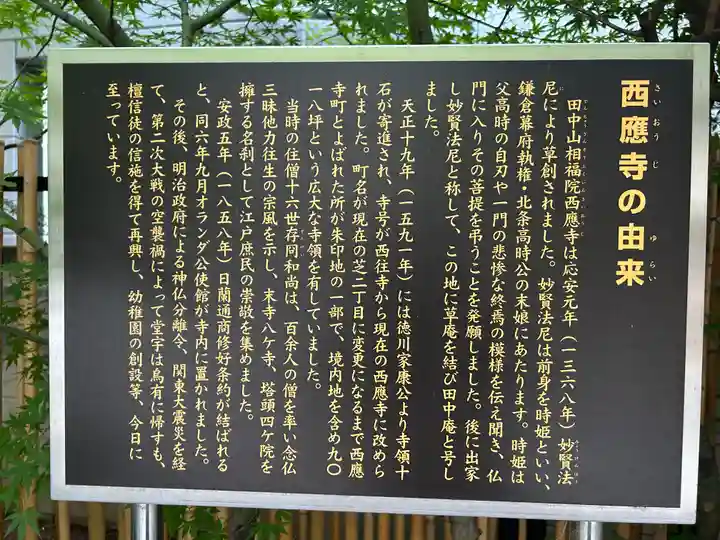 西應寺の由来
さいおうじ ゆらい
田中山相福院西應寺は応安元年（一三六八年）妙賢法
尼により草創されました。妙賢法尼は前身を時姫といい、
鎌倉幕府執権・北条高時公の末娘にあたります。時姫は
父高時の自刃や一門の悲惨な終焉の模様を伝え聞き、仏
門に入りその菩提を弔うことを発願しました。後に出家
し妙賢法尼と称して、この地に草庵を結び田中庵と号し
ました。
天正十九年（一五九一年）には徳川家康公より寺領十
石が寄進され、寺号が西往寺から現在の西應寺に改めら
れました。町名が現在の芝二丁目に変更になるまで西應
寺町とよばれた所が朱印地の一部で、境内地を含め九〇
一八坪という広大な寺領を有していました。
当時の住僧十六世存冏和尚は、百余人の僧を率い念仏
三昧他力往生の宗風を示し、末寺八ケ寺、塔頭四ケ院を
擁する名刹として江戸庶民の崇敬を集めました。
安政五年（一八五八年）日蘭通商修好条約が結ばれる
と、同六年九月オランダ公使館が寺内に置かれました。
その後、明治政府による神仏分離令、関東大震災を経
て、第二次大戦の空襲禍によって堂宇は烏有に帰すも、
檀信徒の信施を得て再興し、幼稚園の創設等、今日に
至っています。